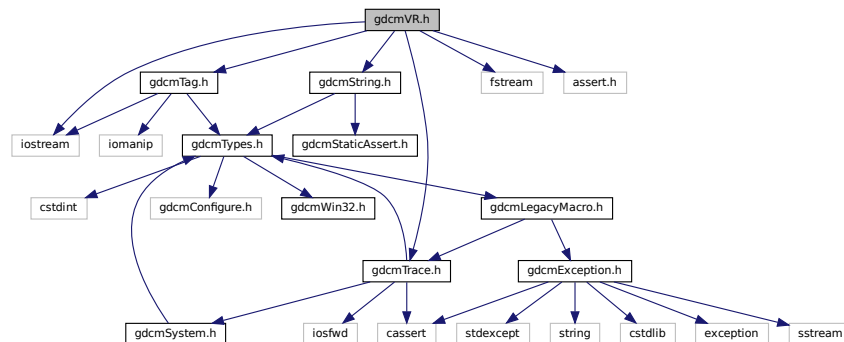 gdcmVR.h
gdcmTag.h
gdcmString.h
fstream
assert.h
iostream
iomanip
gdcmTypes.h
gdcmStaticAssert.h
cstdint
gdcmConfigure.h
gdcmWin32.h
gdcmLegacyMacro.h
gdcmTrace.h
gdcmException.h
gdcmSystem.h
iosfwd
cassert
stdexcept
string
cstdlib
exception
sstream